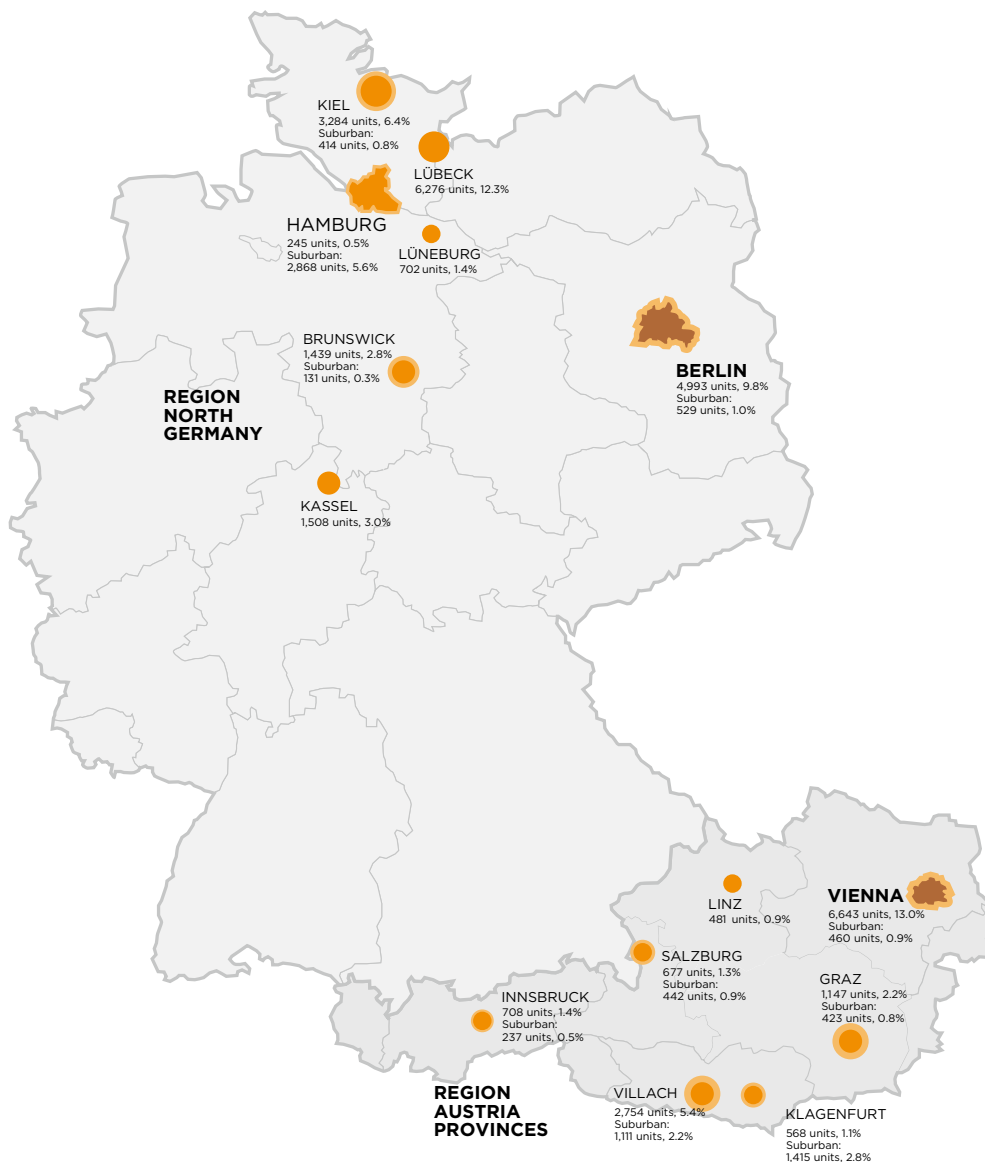 KIEL
3,284 units, 6.4%
Suburban:
414 units, 0.8%
LÜBECK
6,276 units, 12.3%
HAMBURG
245 units, 0.5%
Suburban:
2,868 units, 5.6%
LÜNEBURG
702 units, 1.4%
BRUNSWICK
1,439 units, 2.8%
Suburban:
131 units, 0.3%
BERLIN
4,993 units, 9.8%
Suburban:
529 units, 1.0%
REGION
NORTH
GERMANY
KASSEL
1,508 units, 3.0%
LINZ
481 units, 0.9%
VIENNA
6,643 units, 13.0%
Suburban:
460 units, 0.9%
SALZBURG
677 units, 1.3%
Suburban:
442 units, 0.9%
GRAZ
1,147 units, 2.2%
Suburban:
423 units, 0.8%
INNSBRUCK
708 units, 1.4%
Suburban:
237 units, 0.5%
REGION
AUSTRIA
PROVINCES
VILLACH
2,754 units, 5.4%
Suburban:
1,111 units, 2.2%
KLAGENFURT
568 units, 1.1%
Suburban:
1,415 units, 2.8%